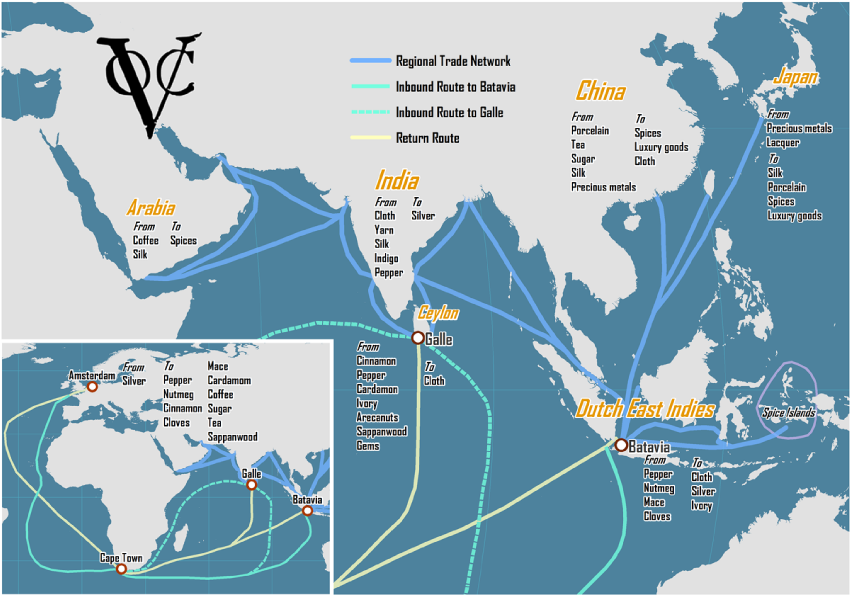 VOC
Regional Trade Network
Inbound Route to Batavia
Inbound Route to Galle
Return Route
Japan
From
Precious metals
Lacquer
To
Silk
Porcelain
Spices
Luxury goods
China
From
Porcelain
Tea
Sugar
Silk
Precious metals
To
Spices
Luxury goods
Cloth
India
From
Cloth
Yarn
Silk
Indigo
Pepper
To
Silver
Arabia
From
Coffee
Silk
To
Spices
Ceylon
Galle
From
Cinnamon
Pepper
Cardamon
Ivory
Arecanuts
Sappanwood
Gems
To
Cloth
Dutch East Indies
Spice Islands
Batavia
From
Pepper
Nutmeg
Mace
Cloves
To
Cloth
Silver
Ivory
Amsterdam
From
Silver
To
Pepper
Nutmeg
Cinnamon
Cloves
Mace
Cardamom
Coffee
Sugar
Tea
Sappanwood
Galle
Batavia
Cape Town